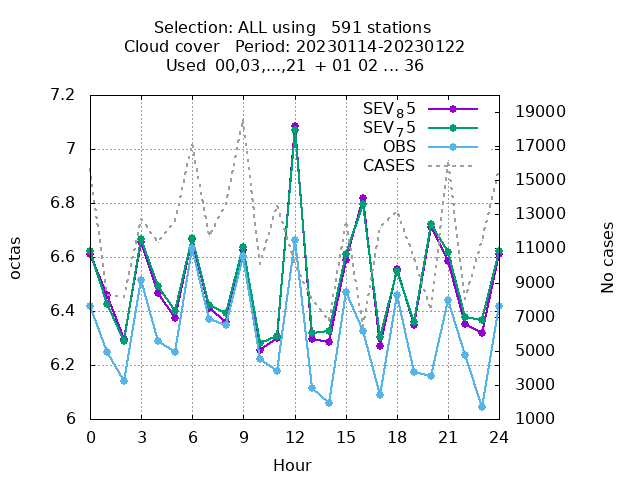 Selection: ALL using   591 stations
Cloud cover   Period: 20230114-20230122
Used  00,03,...,21  + 01 02 ... 36
7.2
7
6.8
6.6
6.4
6.2
6
octas
SEV₈5
SEV₇5
OBS
CASES
19000
17000
15000
13000
11000
9000
7000
5000
3000
1000
No cases
0 3 6 9 12 15 18 21 24
Hour